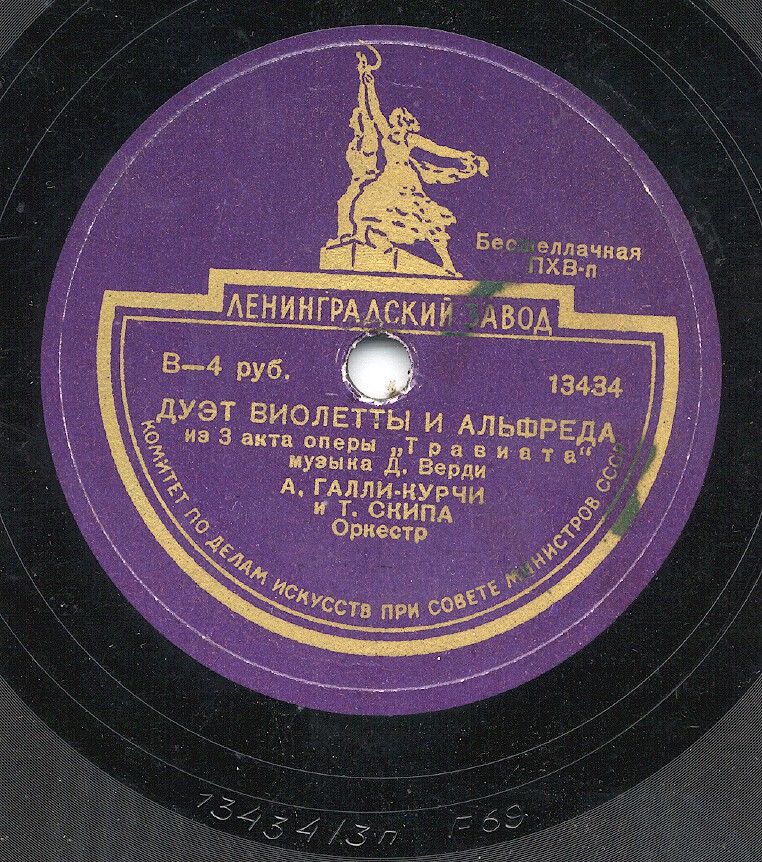 Бесшеллачная
ПХВ-п
ЛЕНИНГРАДСКИЙ ЗАВОД
В—4 руб.
13434
ДУЭТ ВИОЛЕТТЫ И АЛЬФРЕДА
из 3 акта оперы „Травиата“
музыка Д. Верди
А. ГАЛЛИ-КУРЧИ
и Т. СКИПА
Оркестр
КОМИТЕТ ПО ДЕЛАМ ИСКУССТВ ПРИ СОВЕТЕ МИНИСТРОВ СССР
13434/3п F69